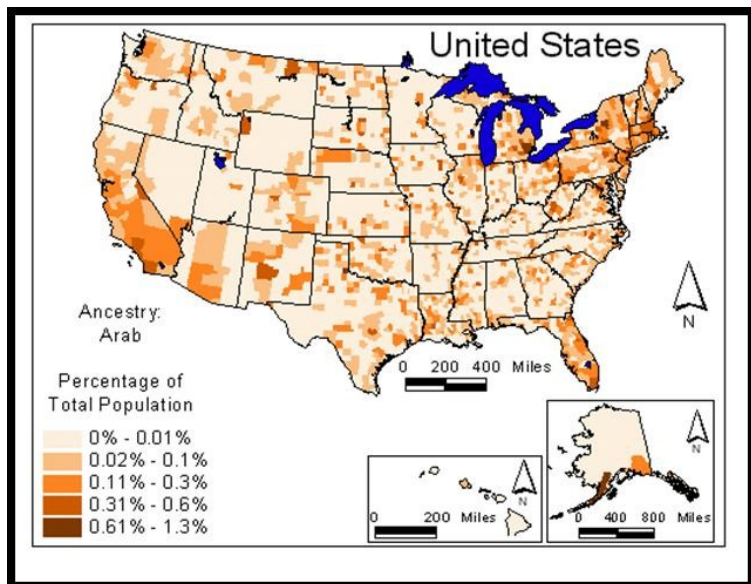 United States
N
Ancestry:
Arab
0 200 400 Miles
Percentage of
Total Population
0% - 0.01%
0.02% - 0.1%
0.11% - 0.3%
0.31% - 0.6%
0.61% - 1.3%
N
0 200 Miles
N
0 400 800 Miles